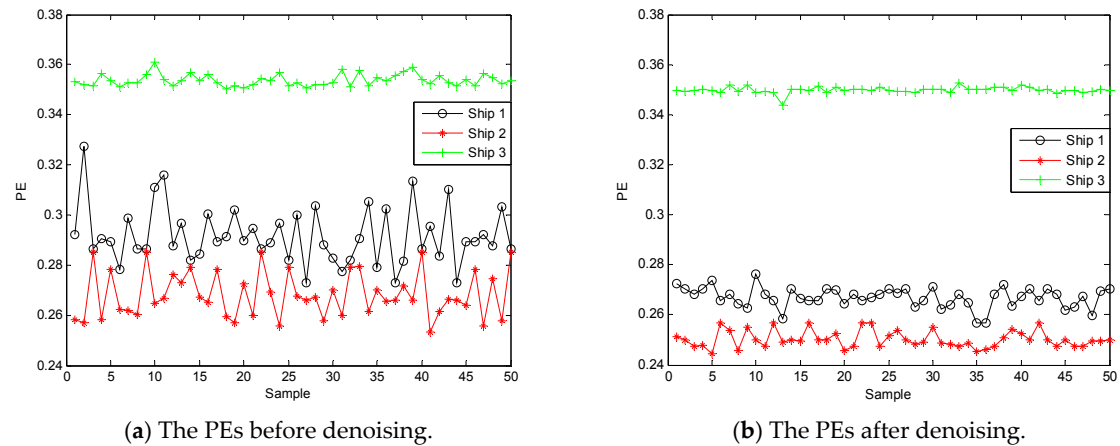 0.38
0.36
0.34
0.32
0.3
0.28
0.26
0.24
PE
0 5 10 15 20 25 30 35 40 45 50
Sample
Ship 1
Ship 2
Ship 3
(a) The PEs before denoising.
0.38
0.36
0.34
0.32
0.3
0.28
0.26
0.24
PE
0 5 10 15 20 25 30 35 40 45 50
Sample
Ship 1
Ship 2
Ship 3
(b) The PEs after denoising.